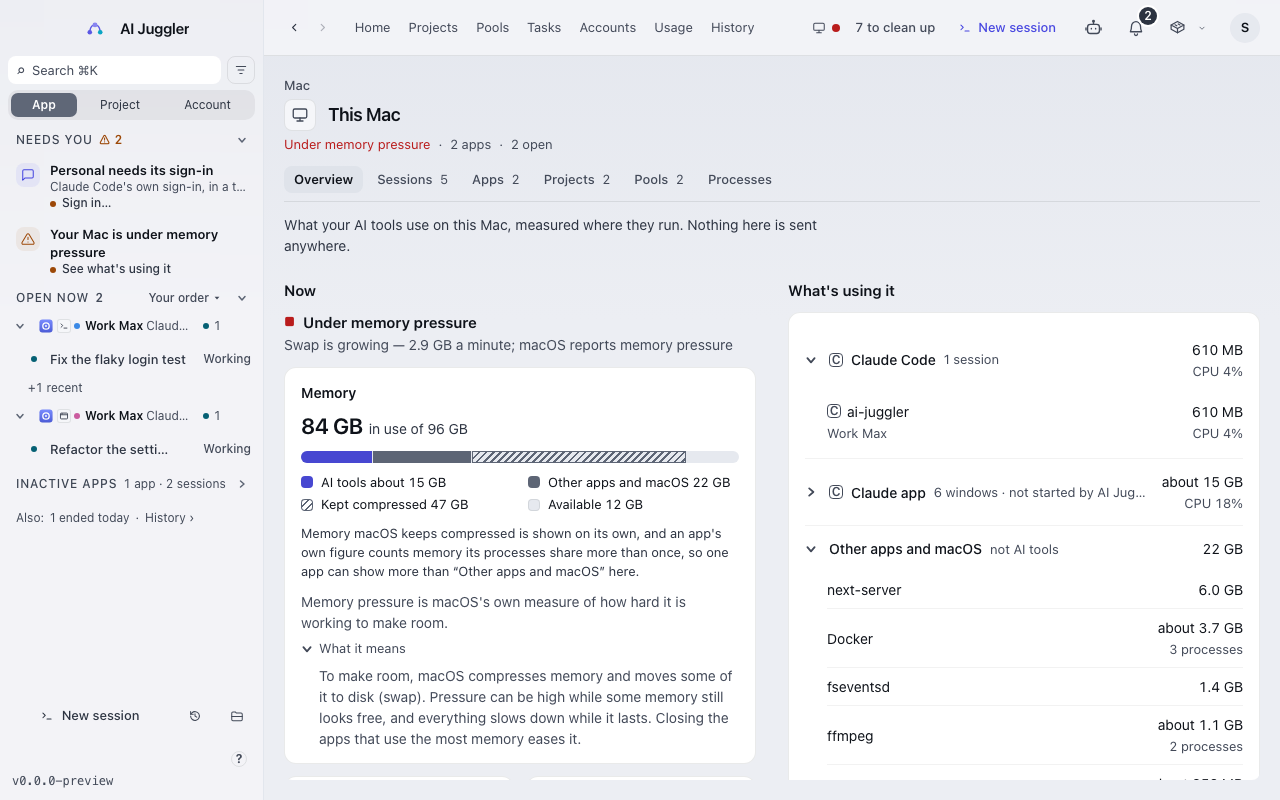 AI Juggler
Search ⌘K
App Project Account
NEEDS YOU 2
Personal needs its sign-in
Claude Code's own sign-in, in a t…
Sign in…
Your Mac is under memory
pressure
See what's using it
OPEN NOW 2 Your order
Work Max Claud… 1
Fix the flaky login test Working
+1 recent
Work Max Claud… 1
Refactor the setti… Working
INACTIVE APPS 1 app · 2 sessions
Also: 1 ended today · History ›
New session
?
v0.0.0-preview
Home Projects Pools Tasks Accounts Usage History
7 to clean up
New session
2
S
Mac
This Mac
Under memory pressure · 2 apps · 2 open
Overview Sessions 5 Apps 2 Projects 2 Pools 2 Processes
What your AI tools use on this Mac, measured where they run. Nothing here is sent
anywhere.
Now
Under memory pressure
Swap is growing — 2.9 GB a minute; macOS reports memory pressure
Memory
84 GB in use of 96 GB
AI tools about 15 GB
Other apps and macOS 22 GB
Kept compressed 47 GB
Available 12 GB
Memory macOS keeps compressed is shown on its own, and an app's
own figure counts memory its processes share more than once, so one
app can show more than “Other apps and macOS” here.
Memory pressure is macOS's own measure of how hard it is
working to make room.
What it means
To make room, macOS compresses memory and moves some of
it to disk (swap). Pressure can be high while some memory still
looks free, and everything slows down while it lasts. Closing the
apps that use the most memory eases it.
What's using it
C Claude Code 1 session 610 MB
CPU 4%
C ai-juggler 610 MB
Work Max CPU 4%
C Claude app 6 windows · not started by AI Jug… about 15 GB
CPU 18%
Other apps and macOS not AI tools 22 GB
next-server 6.0 GB
Docker about 3.7 GB
3 processes
fseventsd 1.4 GB
ffmpeg about 1.1 GB
2 processes